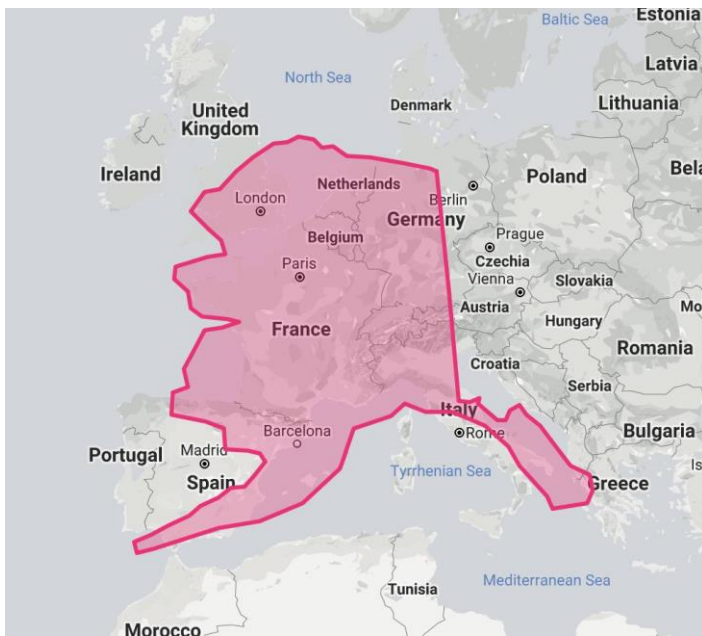 Estonia
Baltic Sea
Latvia
North Sea
Denmark
Lithuania
United
Kingdom
Ireland
Netherlands
Poland
Bela
London
Berlin
Germany
Belgium
Prague
Czechia
Paris
Vienna
Slovakia
Austria
Mo
France
Hungary
Romania
Croatia
Serbia
Italy
Barcelona
Rome
Bulgaria
Portugal
Madrid
Is
Spain
Tyrrhenian Sea
Greece
Mediterranean Sea
Tunisia
Morocco